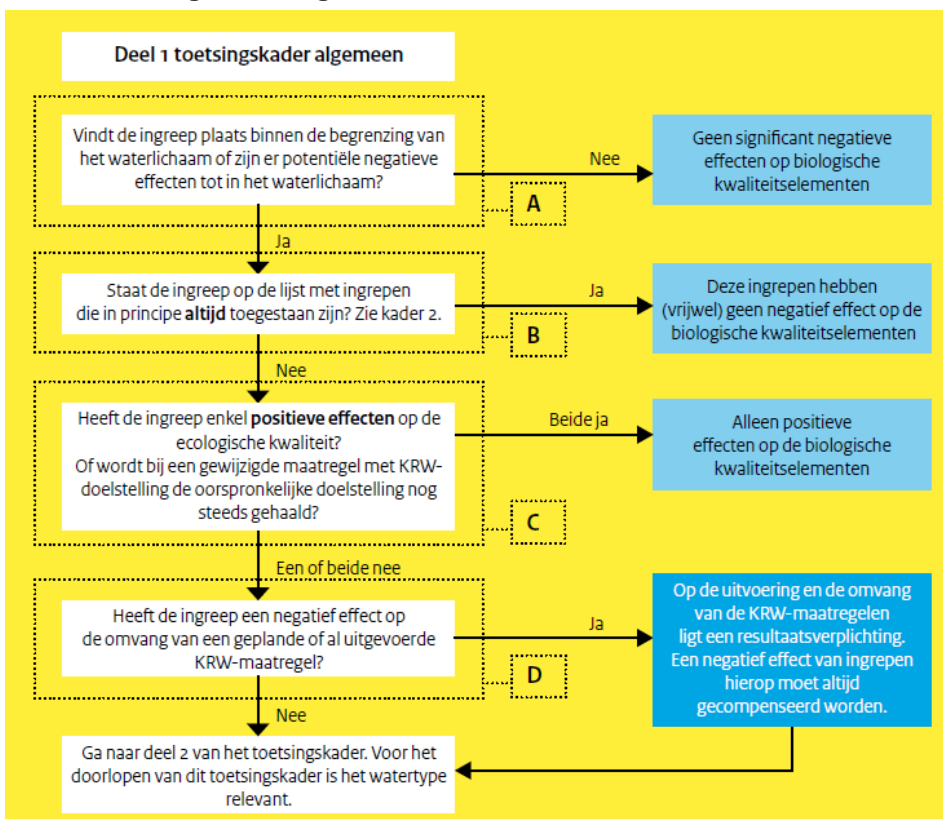 Deel 1 toetsingskader algemeen
Vindt de ingreep plaats binnen de begrenzing van
het waterlichaam of zijn er potentiële negatieve
effecten tot in het waterlichaam?
Nee
Geen significant negatieve
effecten op biologische
kwaliteitselementen
A
Ja
Staat de ingreep op de lijst met ingrepen
die in principe altijd toegestaan zijn? Zie kader 2.
Ja
Deze ingrepen hebben
(vrijwel) geen negatief effect op de
biologische kwaliteitselementen
B
Nee
Heeft de ingreep enkel positieve effecten op de
ecologische kwaliteit?
Of wordt bij een gewijzigde maatregel met KRW-
doelstelling de oorspronkelijke doelstelling nog
steeds gehaald?
Beide ja
Alleen positieve
effecten op de biologische
kwaliteitselementen
C
Een of beide nee
Heeft de ingreep een negatief effect op
de omvang van een geplande of al uitgevoerde
KRW-maatregel?
Ja
Op de uitvoering en de omvang
van de KRW-maatregelen
ligt een resultaatsverplichting.
Een negatief effect van ingrepen
hierop moet altijd
gecompenseerd worden.
D
Nee
Ga naar deel 2 van het toetsingskader. Voor het
doorlopen van dit toetsingskader is het watertype
relevant.